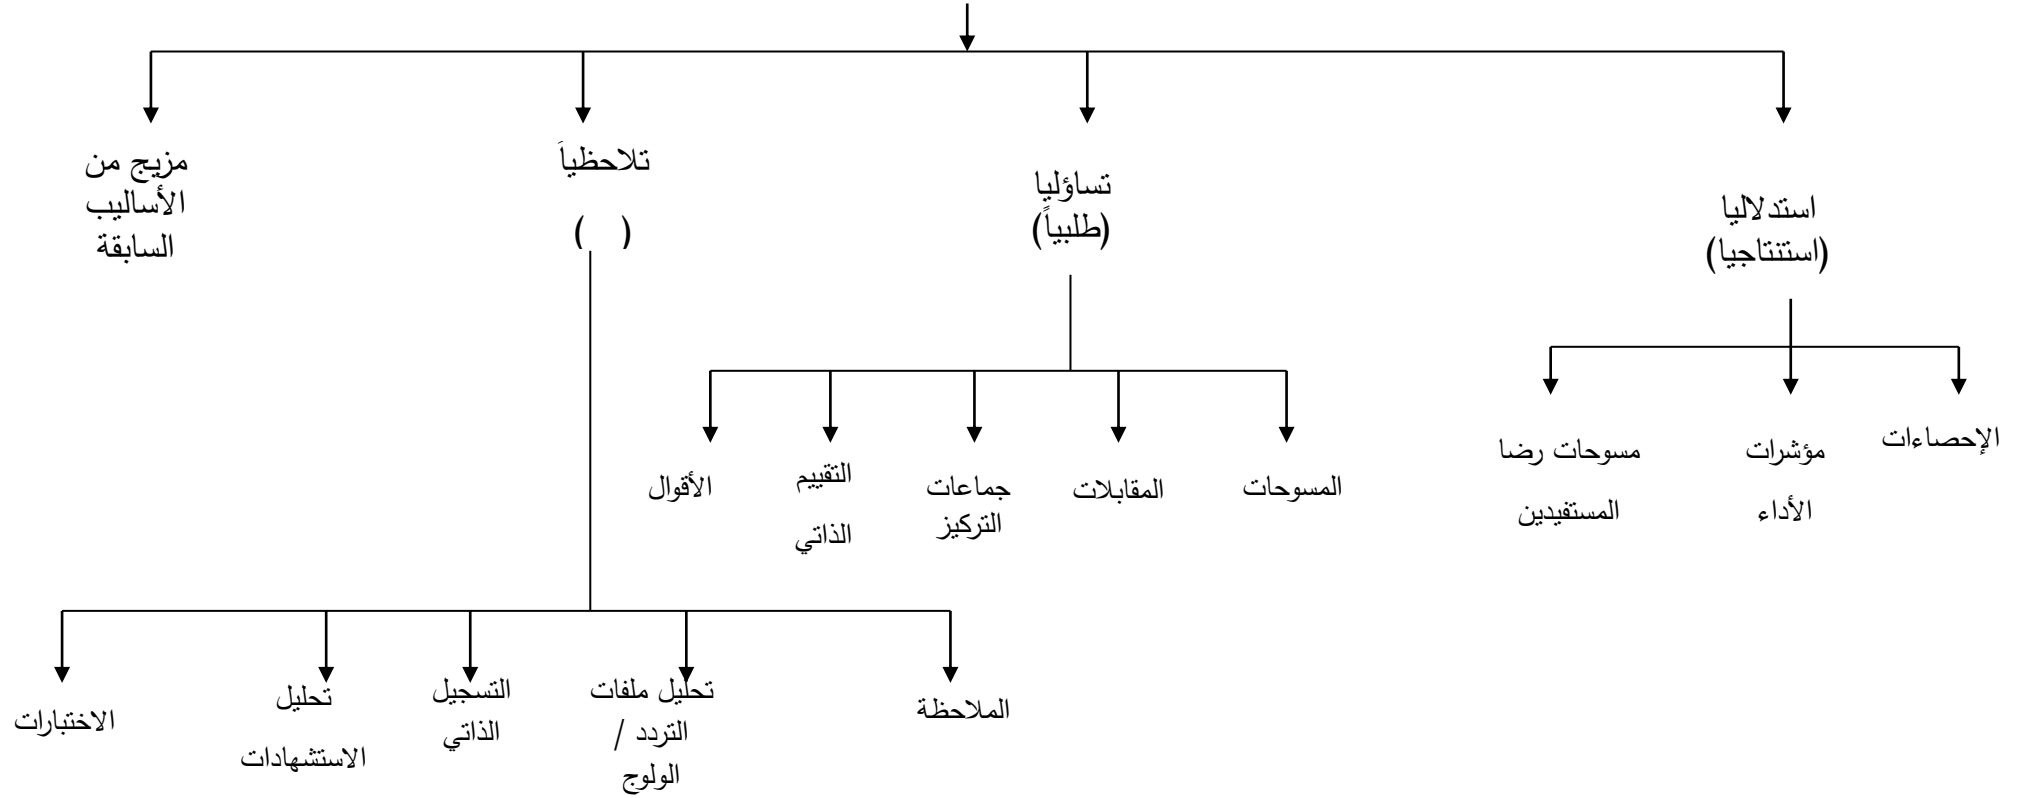 استدلاليا
(استنتاجيا)
تساؤليا
(طلبياً)
تلاحظياَ
( )
مزيج من
الأساليب
السابقة
الإحصاءات
مؤشرات
الأداء
مسوحات رضا
المستفيدين
المسوحات
المقابلات
جماعات
التركيز
التقييم
الذاتي
الأقوال
الملاحظة
تحليل ملفات
التردد /
الولوج
التسجيل
الذاتي
تحليل
الاستشهادات
الاختبارات